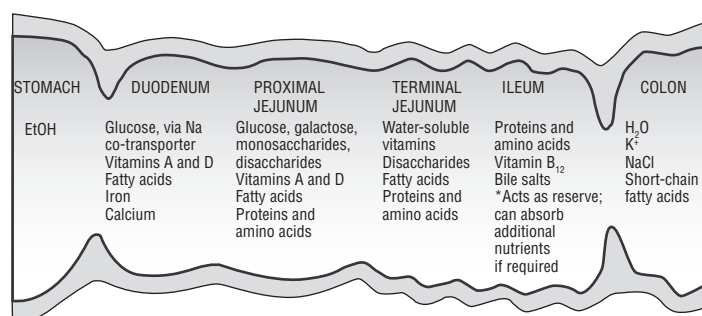 STOMACH
EtOH
DUODENUM
Glucose, via Na
co-transporter
Vitamins A and D
Fatty acids
Iron
Calcium
PROXIMAL
JEJUNUM
Glucose, galactose,
monosaccharides,
disaccharides
Vitamins A and D
Fatty acids
Proteins and
amino acids
TERMINAL
JEJUNUM
Water-soluble
vitamins
Disaccharides
Fatty acids
Proteins and
amino acids
ILEUM
Proteins and
amino acids
Vitamin B₁₂
Bile salts
*Acts as reserve;
can absorb
additional
nutrients
if required
COLON
H₂O
K⁺
NaCl
Short-chain
fatty acids